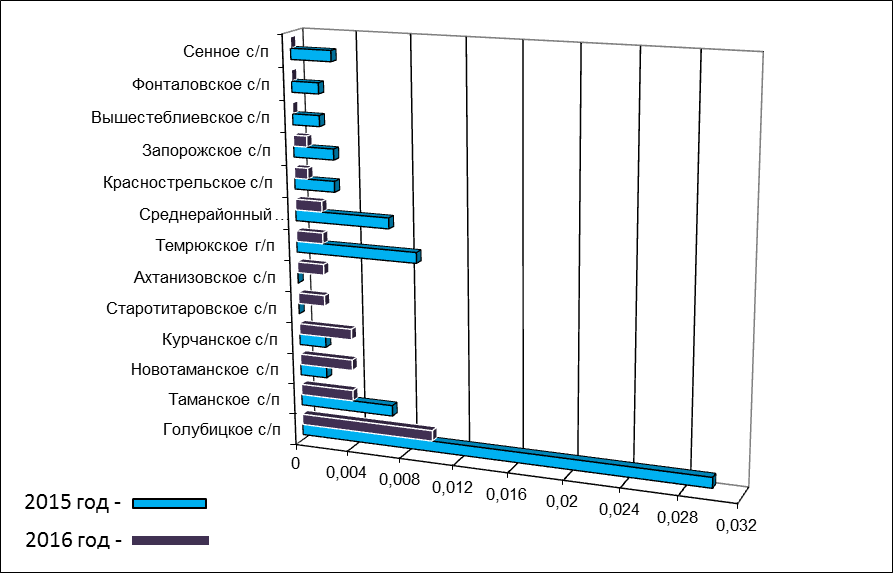 Сенное с/п
Фонталовское с/п
Вышестеблиевское с/п
Запорожское с/п
Краснострельское с/п
Среднерайонный ...
Темрюкское г/п
Ахтанизовское с/п
Старотитаровское с/п
Курчанское с/п
Новотаманское с/п
Таманское с/п
Голубицкое с/п
0
0,004
0,008
0,012
0,016
0,02
0,024
0,028
0,032
2015 год -
2016 год -